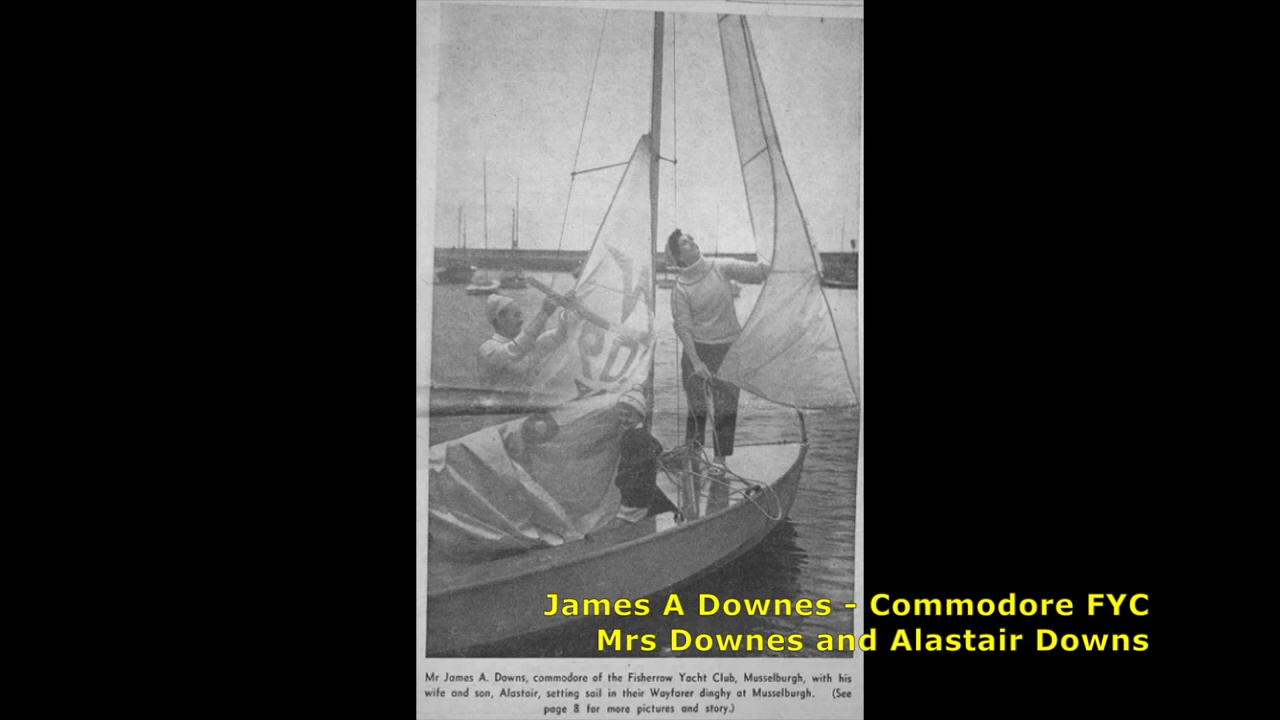 W
PD
James A Downes - Commodore FYC
Mrs Downes and Alastair Downs
Mr James A. Downs, commodore of the Fisherrow Yacht Club, Musselburgh, with his
wife and son, Alastair, setting sail in their Wayfarer dinghy at Musselburgh. (See
page 8 for more pictures and story.)